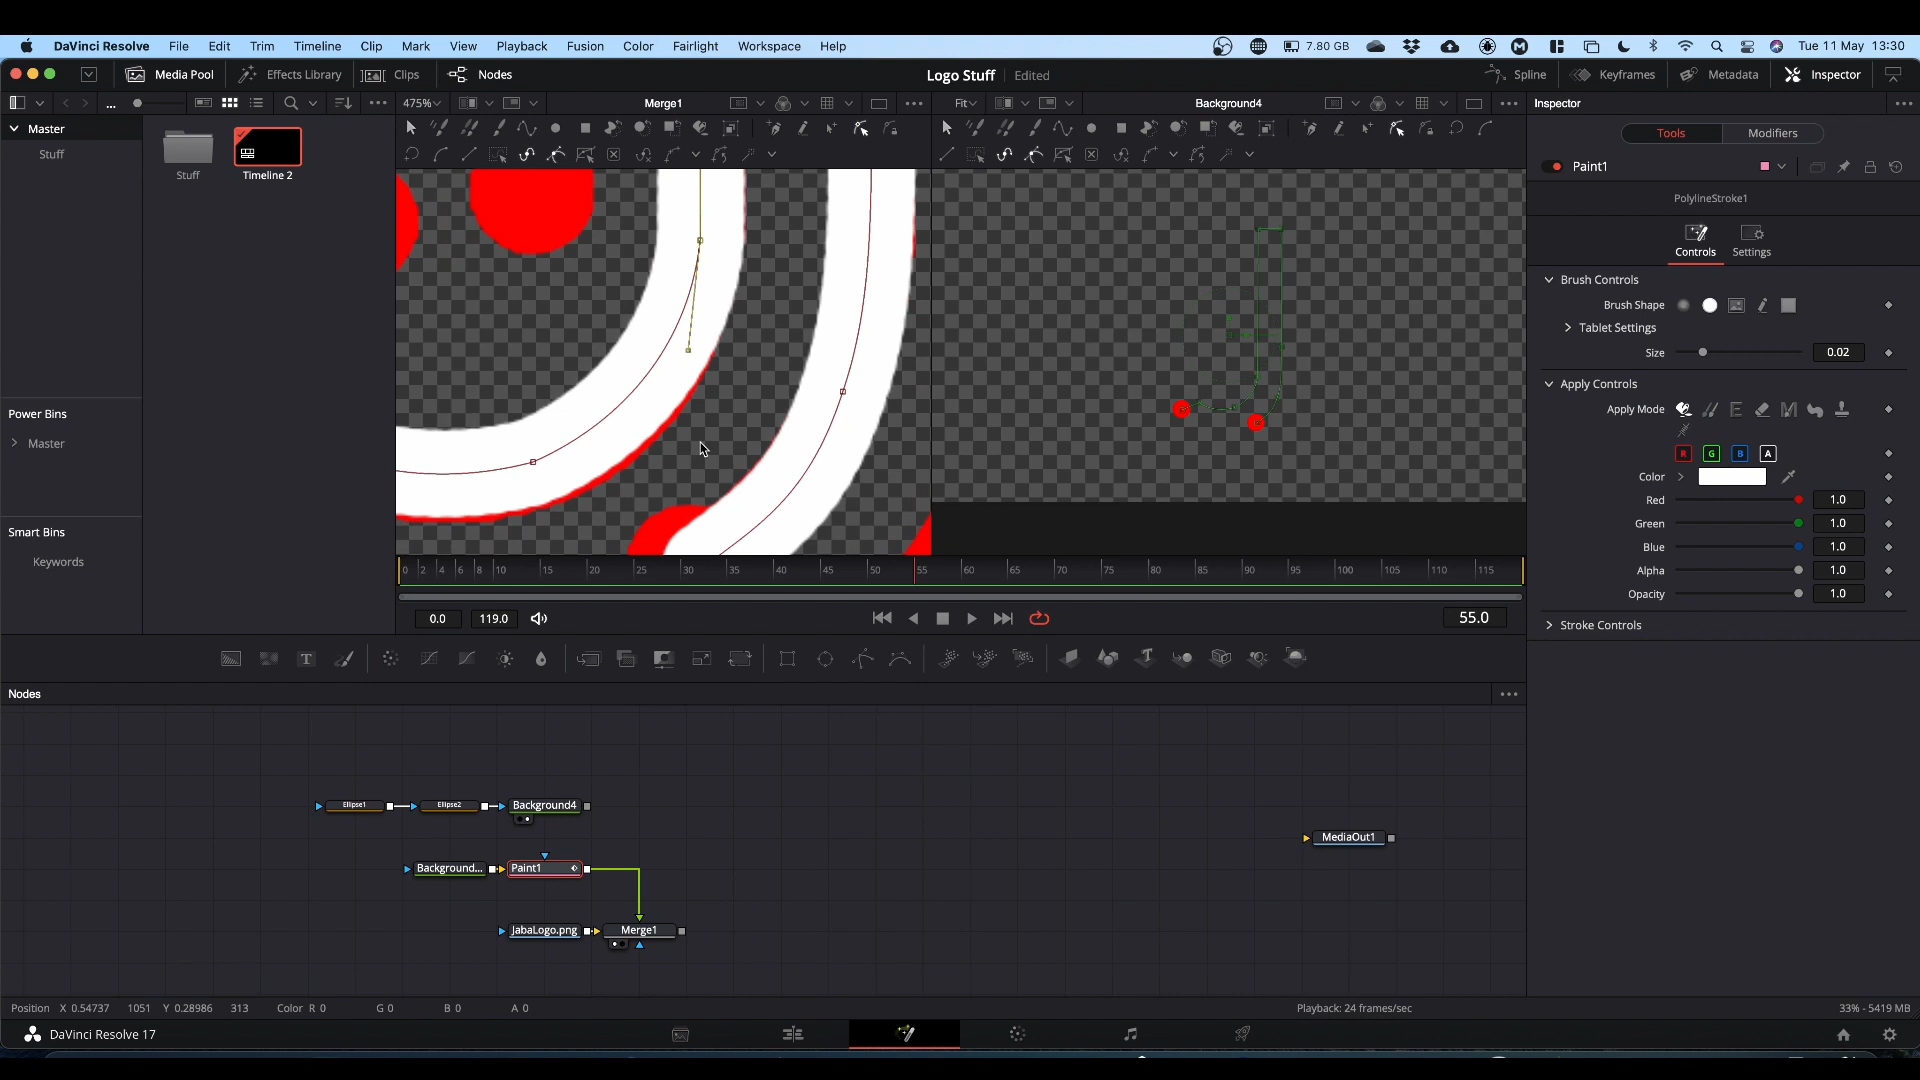 DaVinci Resolve File Edit Trim Timeline Clip Mark View Playback Fusion Color Fairlight Workspace Help 7.80 GB Tue 11 May 13:30
Media Pool Effects Library Clips Nodes Logo Stuff Edited Spline Keyframes Metadata Inspector
... 475% Merge1 Fit Background4 Inspector
Master
Stuff
Stuff Timeline 2
Tools Modifiers
Paint1
PolylineStroke1
Controls Settings
Brush Controls
Brush Shape
Tablet Settings
Size 0.02
Apply Controls
Apply Mode
R G B A
Color
Red 1.0
Green 1.0
Blue 1.0
Alpha 1.0
Opacity 1.0
Stroke Controls
Power Bins
Master
Smart Bins
Keywords
0 2 4 6 8 10 15 20 25 30 35 40 45 50 55 60 65 70 75 80 85 90 95 100 105 110 115
0.0 119.0 55.0
Nodes
Ellipse1 Ellipse2 Background4
MediaOut1
Background... Paint1
JabaLogo.png Merge1
Position X 0.54737 1051 Y 0.28986 313 Color R 0 G 0 B 0 A 0 Playback: 24 frames/sec 33% - 5419 MB
DaVinci Resolve 17